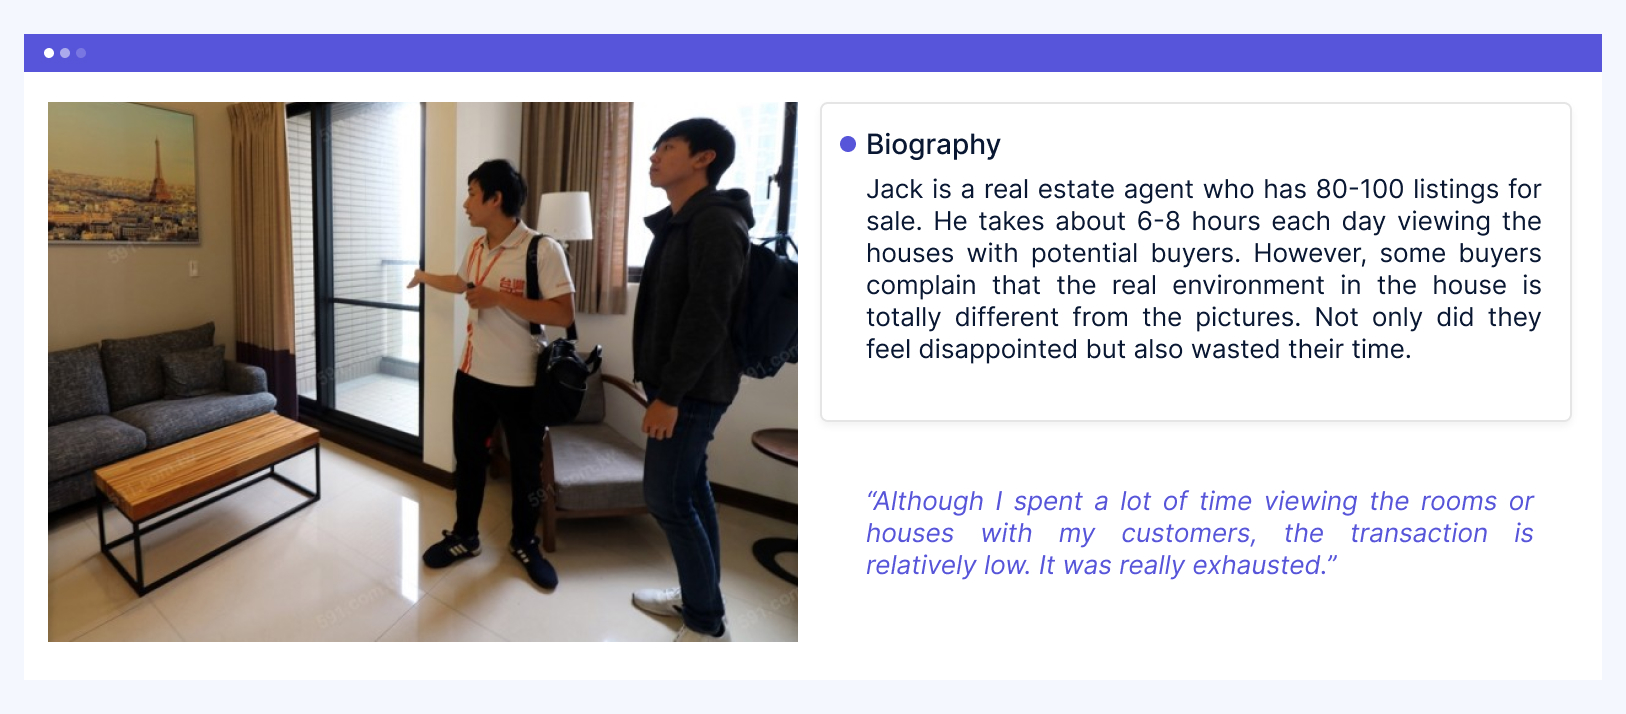 Biography
Jack is a real estate agent who has 80-100 listings for
sale. He takes about 6-8 hours each day viewing the
houses with potential buyers. However, some buyers
complain that the real environment in the house is
totally different from the pictures. Not only did they
feel disappointed but also wasted their time.
“Although I spent a lot of time viewing the rooms or
houses with my customers, the transaction is
relatively low. It was really exhausted.”
591.com.tw